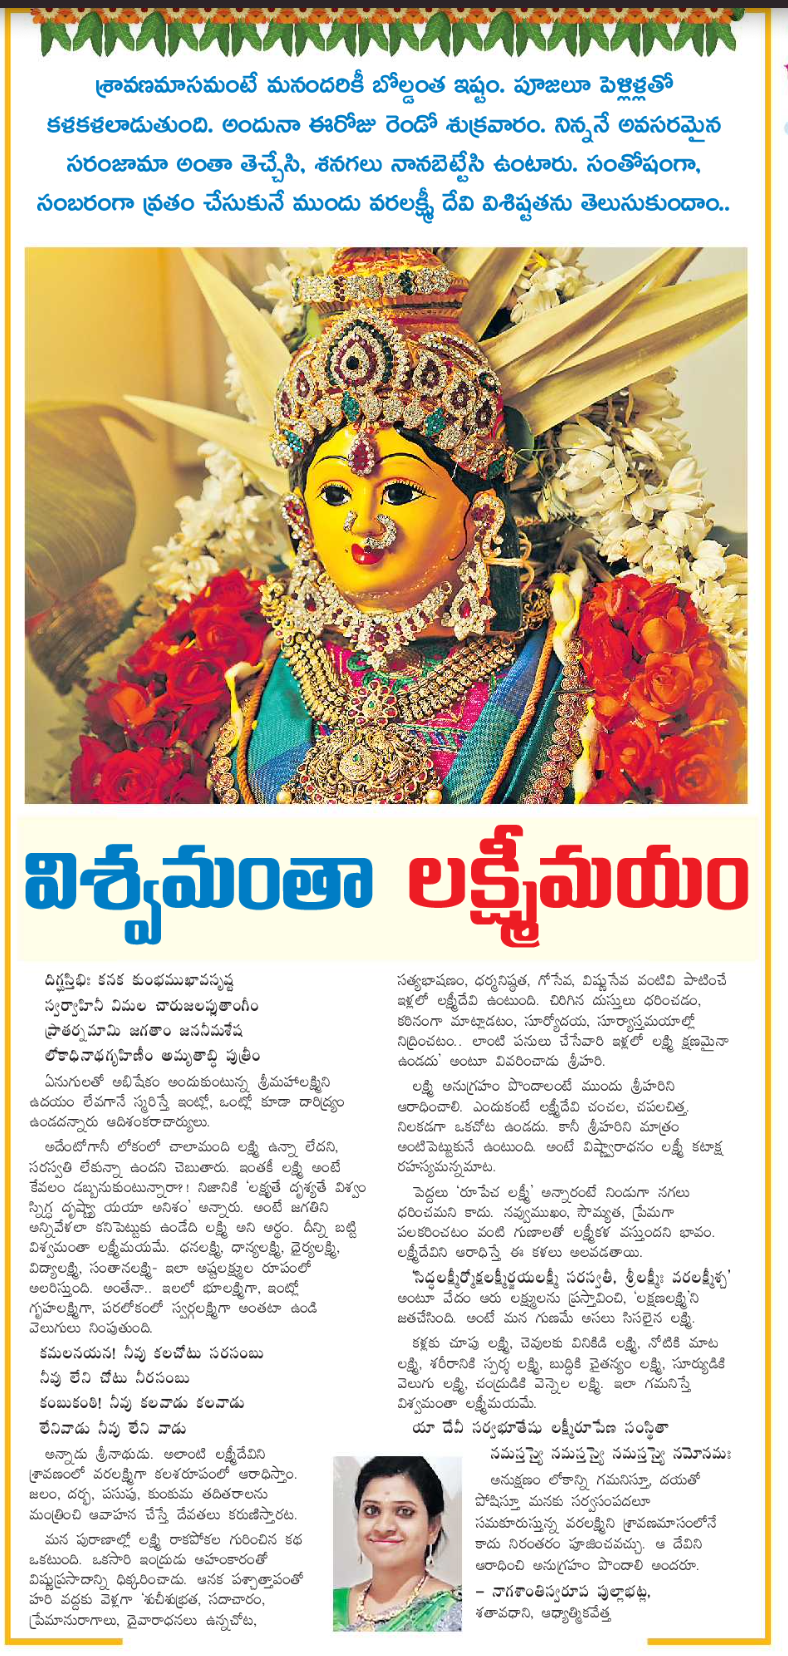 శ్రావణమాసమంటే మనందరికీ బోల్డంత ఇష్టం. పూజలూ పెళ్లిళ్లతో
కళకళలాడుతుంది. అందునా ఈరోజు రెండో శుక్రవారం. నిన్ననే అవసరమైన
సరంజామా అంతా తెచ్చేసి, శనగలు నానబెట్టేసి ఉంటారు. సంతోషంగా,
సంబరంగా వ్రతం చేసుకునే ముందు వరలక్ష్మీ దేవి విశిష్టతను తెలుసుకుందాం..
విశ్వమంతా లక్ష్మీమయం
దిగ్ఘస్తిభిః కనక కుంభముఖావసృష్ట
స్వర్వాహినీ విమల చారుజలప్లుతాంగీం
ప్రాతర్నమామి జగతాం జననీమశేష
లోకాధినాథగృహిణీం అమృతాబ్ధి పుత్రీం
ఏనుగులతో అభిషేకం అందుకుంటున్న శ్రీమహాలక్ష్మిని
ఉదయం లేవగానే స్మరిస్తే ఇంట్లో, ఒంట్లో కూడా దారిద్ర్యం
ఉండదన్నారు ఆదిశంకరాచార్యులు.
అదేంటోగానీ లోకంలో చాలామంది లక్ష్మి ఉన్నా లేదని,
సరస్వతి లేకున్నా ఉందని చెబుతారు. ఇంతకీ లక్ష్మి అంటే
కేవలం డబ్బనుకుంటున్నారా?! నిజానికి ‘లక్ష్యతే దృశ్యతే విశ్వం
స్నిగ్ధ దృష్ట్యా యయా అనిశం’ అన్నారు. అంటే జగతిని
అన్నివేళలా కనిపెట్టుకు ఉండేది లక్ష్మి అని అర్థం. దీన్ని బట్టి
విశ్వమంతా లక్ష్మీమయమే. ధనలక్ష్మి, ధాన్యలక్ష్మి, ధైర్యలక్ష్మి,
విద్యాలక్ష్మి, సంతానలక్ష్మి- ఇలా అష్టలక్ష్ముల రూపంలో
అలరిస్తుంది. అంతేనా.. ఇలలో భూలక్ష్మిగా, ఇంట్లో
గృహలక్ష్మిగా, పరలోకంలో స్వర్గలక్ష్మిగా అంతటా ఉండి
వెలుగులు నింపుతుంది.
కమలనయన! నీవు కలచోటు సరసంబు
నీవు లేని చోటు నీరసంబు
కంబుకంఠి! నీవు కలవాడు కలవాడు
లేనివాడు నీవు లేని వాడు
అన్నాడు శ్రీనాథుడు. అలాంటి లక్ష్మీదేవిని
శ్రావణంలో వరలక్ష్మిగా కలశరూపంలో ఆరాధిస్తాం.
జలం, దర్భ, పసుపు, కుంకుమ తదితరాలను
మంత్రించి ఆవాహన చేస్తే దేవతలు కరుణిస్తారట.
మన పురాణాల్లో లక్ష్మి రాకపోకల గురించిన కథ
ఒకటుంది. ఒకసారి ఇంద్రుడు అహంకారంతో
విష్ణుప్రసాదాన్ని ధిక్కరించాడు. ఆనక పశ్చాత్తాపంతో
హరి వద్దకు వెళ్లగా ‘శుచీశుభ్రత, సదాచారం,
ప్రేమానురాగాలు, దైవారాధనలు ఉన్నచోట,
సత్యభాషణం, ధర్మనిష్ఠత, గోసేవ, విష్ణుసేవ వంటివి పాటించే
ఇళ్లలో లక్ష్మీదేవి ఉంటుంది. చిరిగిన దుస్తులు ధరించడం,
కఠినంగా మాట్లాడటం, సూర్యోదయ, సూర్యాస్తమయాల్లో
నిద్రించటం.. లాంటి పనులు చేసేవారి ఇళ్లలో లక్ష్మి క్షణమైనా
ఉండదు’ అంటూ వివరించాడు శ్రీహరి.
లక్ష్మి అనుగ్రహం పొందాలంటే ముందు శ్రీహరిని
ఆరాధించాలి. ఎందుకంటే లక్ష్మీదేవి చంచల, చపలచిత్త.
నిలకడగా ఒకచోట ఉండదు. కానీ శ్రీహరిని మాత్రం
అంటిపెట్టుకునే ఉంటుంది. అంటే విష్ణ్వారాధనం లక్ష్మీ కటాక్ష
రహస్యమన్నమాట.
పెద్దలు ‘రూపేచ లక్ష్మీ’ అన్నారంటే నిండుగా నగలు
ధరించమని కాదు. నవ్వుముఖం, సౌమ్యత, ప్రేమగా
పలకరించటం వంటి గుణాలతో లక్ష్మీకళ వస్తుందని భావం.
లక్ష్మీదేవిని ఆరాధిస్తే ఈ కళలు అలవడతాయి.
‘సిద్ధలక్ష్మీర్మోక్షలక్ష్మీర్జయలక్ష్మీ సరస్వతీ, శ్రీలక్ష్మీః వరలక్ష్మీశ్చ’
అంటూ వేదం ఆరు లక్ష్ములను ప్రస్తావించి, ‘లక్షణలక్ష్మి’ని
జతచేసింది. అంటే మన గుణమే అసలు సిసలైన లక్ష్మి.
కళ్లకు చూపు లక్ష్మి, చెవులకు వినికిడి లక్ష్మి, నోటికి మాట
లక్ష్మి, శరీరానికి స్పర్శ లక్ష్మి, బుద్ధికి చైతన్యం లక్ష్మి, సూర్యుడికి
వెలుగు లక్ష్మి, చంద్రుడికి వెన్నెల లక్ష్మి. ఇలా గమనిస్తే
విశ్వమంతా లక్ష్మీమయమే.
యా దేవీ సర్వభూతేషు లక్ష్మీరూపేణ సంస్థితా
నమస్తస్యై నమస్తస్యై నమస్తస్యై నమోనమః
అనుక్షణం లోకాన్ని గమనిస్తూ, దయతో
పోషిస్తూ మనకు సర్వసంపదలూ
సమకూరుస్తున్న వరలక్ష్మిని శ్రావణమాసంలోనే
కాదు నిరంతరం పూజించవచ్చు. ఆ దేవిని
ఆరాధించి అనుగ్రహం పొందాలి అందరూ.
– నాగశాంతిస్వరూప పుల్లాభట్ల,
శతావధాని, ఆధ్యాత్మికవేత్త